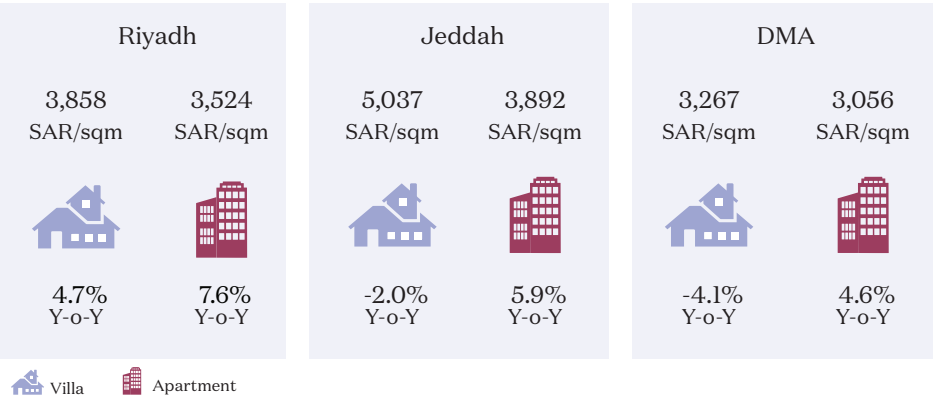 Riyadh
3,858 3,524
SAR/sqm SAR/sqm
4.7% 7.6%
Y-o-Y Y-o-Y
Jeddah
5,037 3,892
SAR/sqm SAR/sqm
-2.0% 5.9%
Y-o-Y Y-o-Y
DMA
3,267 3,056
SAR/sqm SAR/sqm
-4.1% 4.6%
Y-o-Y Y-o-Y
Villa Apartment